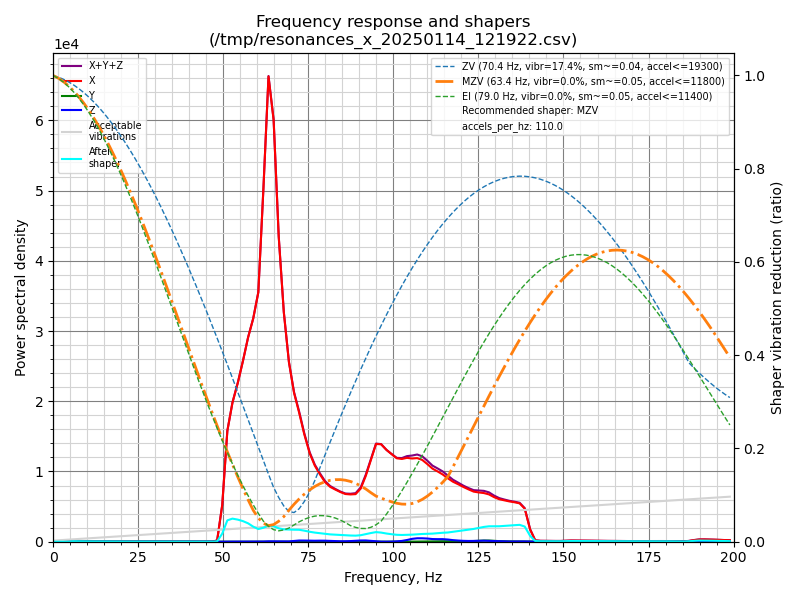 Frequency response and shapers
(/tmp/resonances_x_20250114_121922.csv)
1e4
X+Y+Z
X
Y
Z
Acceptable
vibrations
After
shaper
ZV (70.4 Hz, vibr=17.4%, sm~=0.04, accel<=19300)
MZV (63.4 Hz, vibr=0.0%, sm~=0.05, accel<=11800)
EI (79.0 Hz, vibr=0.0%, sm~=0.05, accel<=11400)
Recommended shaper: MZV
accels_per_hz: 110.0
Power spectral density
6
5
4
3
2
1
0
1.0
0.8
0.6
0.4
0.2
0.0
Shaper vibration reduction (ratio)
0 25 50 75 100 125 150 175 200
Frequency, Hz